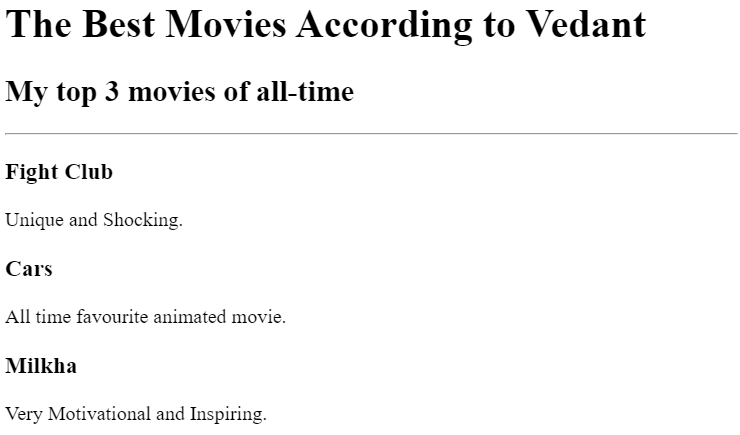 The Best Movies According to Vedant
My top 3 movies of all-time
Fight Club
Unique and Shocking.
Cars
All time favourite animated movie.
Milkha
Very Motivational and Inspiring.